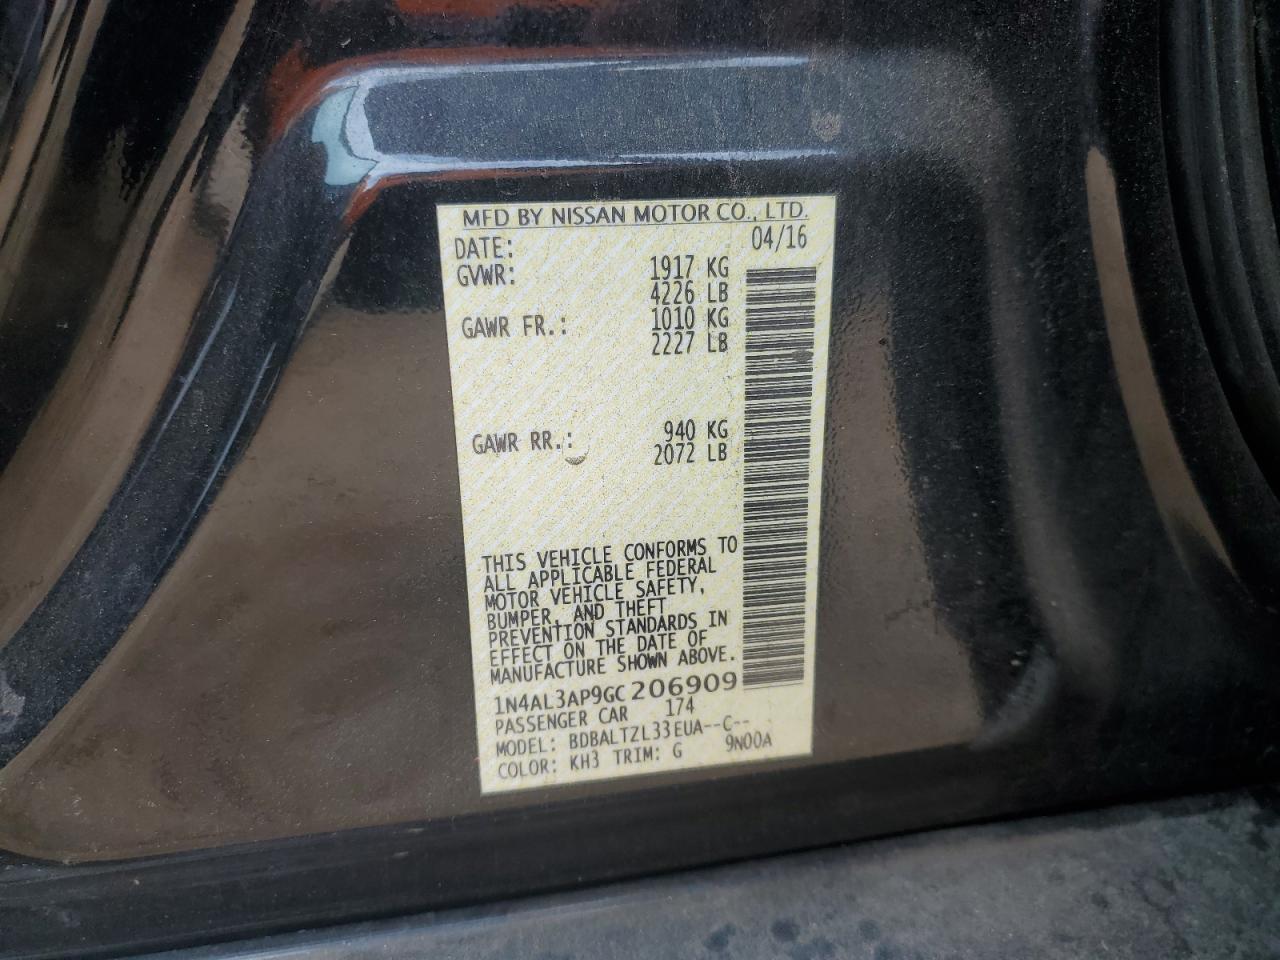 MFD BY NISSAN MOTOR CO., LTD.
DATE: 04/16
GVWR: 1917 KG
4226 LB
GAWR FR.: 1010 KG
2227 LB
GAWR RR.: 940 KG
2072 LB
THIS VEHICLE CONFORMS TO
ALL APPLICABLE FEDERAL
MOTOR VEHICLE SAFETY,
BUMPER, AND THEFT
PREVENTION STANDARDS IN
EFFECT ON THE DATE OF
MANUFACTURE SHOWN ABOVE.
1N4AL3AP9GC206909
PASSENGER CAR 174
MODEL: BDBALTZL33EUA--C--
COLOR: KH3 TRIM: G 9N00A